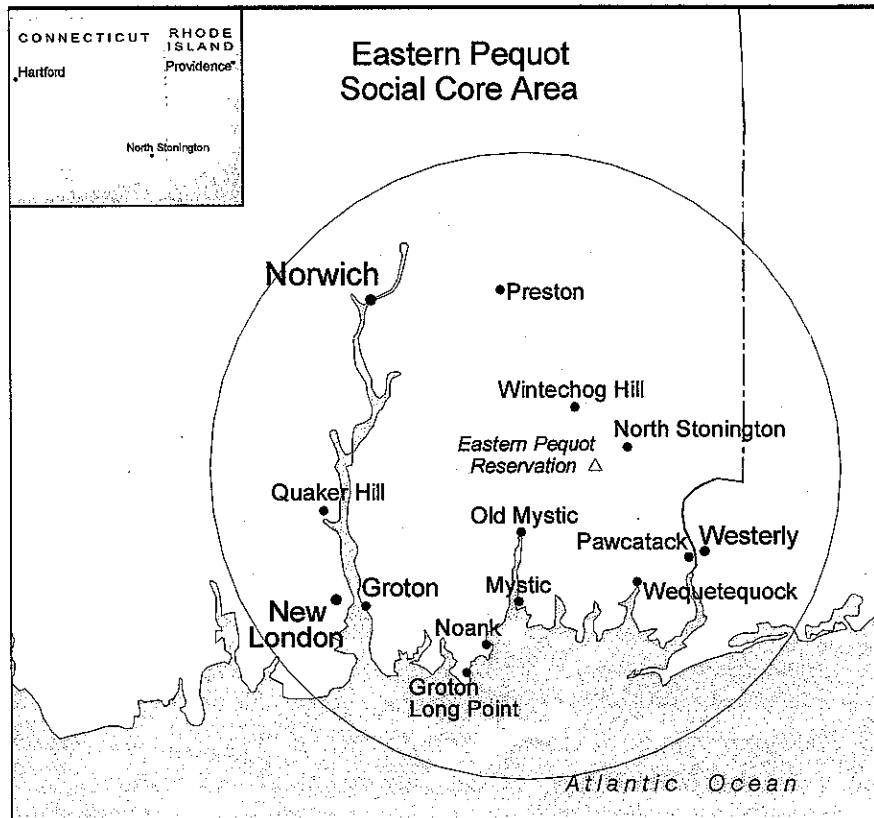 CONNECTICUT
RHODE
ISLAND
Hartford
Providence
North Stonington
Eastern Pequot
Social Core Area
Norwich
Preston
Wintechog Hill
North Stonington
Eastern Pequot
Reservation
Quaker Hill
Old Mystic
Pawcatack
Westerly
New
London
Groton
Mystic
Wequetequock
Noank
Groton
Long Point
Atlantic Ocean